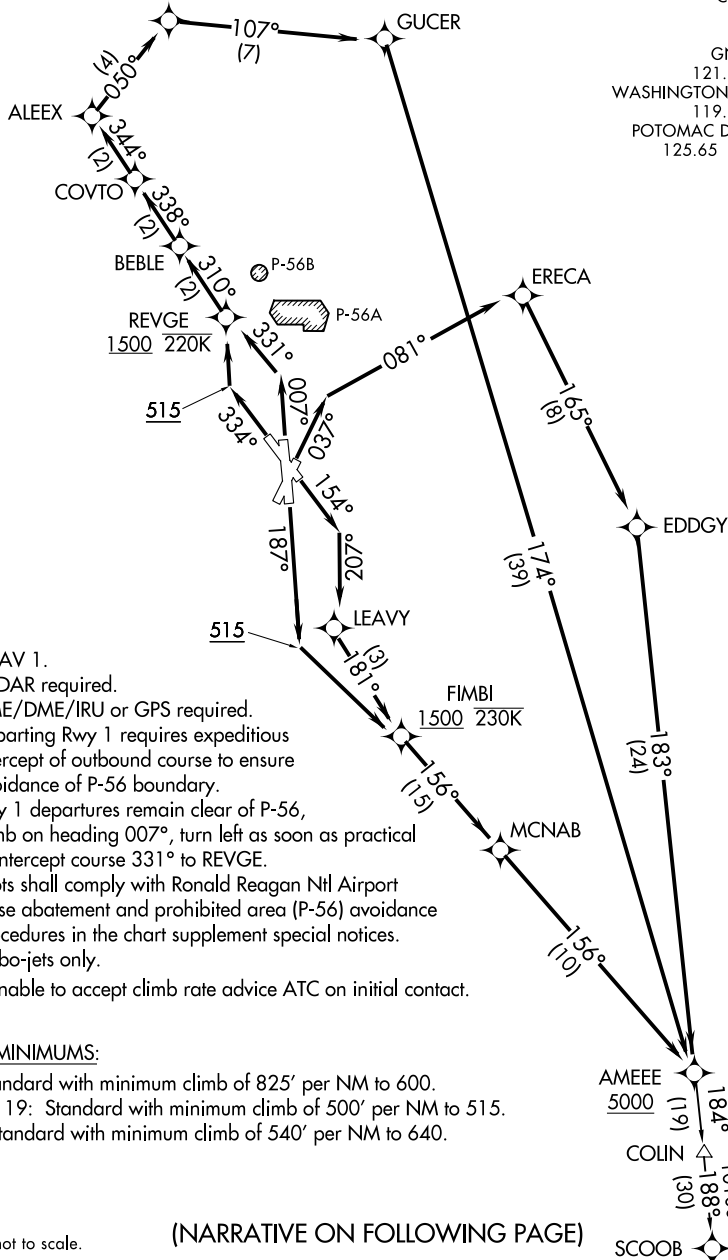 C
GUCER
107°
(7)
GN
121.
WASHINGTON
119.
POTOMAC D
125.65
(4)
050°
ALEEX
344°
(2)
COVTO
338°
(2)
BEBLE
310°
(2)
P-56B
P-56A
ERECA
REVGE
1500 220K
331°
081°
165°
(8)
515
334°
007°
037°
154°
187°
207°
EDDGY
174°
(39)
515
LEAVY
(3)
181°
AV 1.
DAR required.
ME/DME/IRU or GPS required.
parting Rwy 1 requires expeditious
ercept of outbound course to ensure
oidance of P-56 boundary.
y 1 departures remain clear of P-56,
mb on heading 007°, turn left as soon as practical
intercept course 331° to REVGE.
ots shall comply with Ronald Reagan Ntl Airport
se abatement and prohibited area (P-56) avoidance
ocedures in the chart supplement special notices.
bo-jets only.
nable to accept climb rate advice ATC on initial contact.
FIMBI
1500 230K
183°
(24)
156°
(15)
MCNAB
156°
(10)
MINIMUMS:
andard with minimum climb of 825' per NM to 600.
19: Standard with minimum climb of 500' per NM to 515.
tandard with minimum climb of 540' per NM to 640.
AMEEE
5000
184°
(19)
COLIN
188°
(30)
SCOOB
not to scale.
(NARRATIVE ON FOLLOWING PAGE)